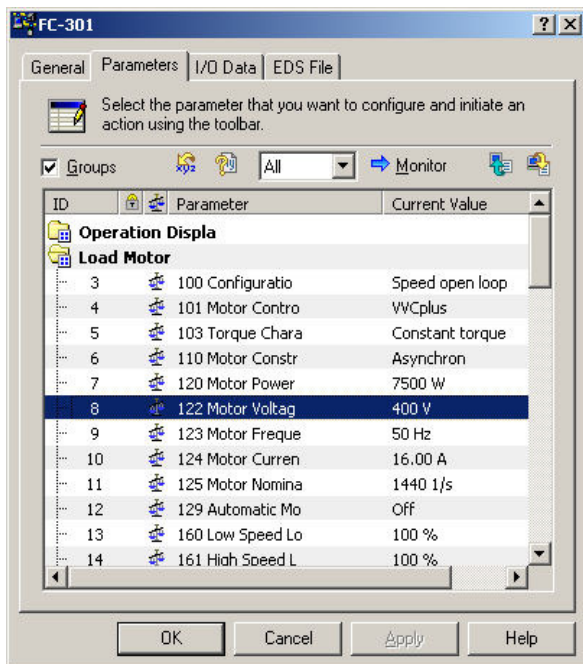 FC-301
General Parameters I/O Data EDS File
Select the parameter that you want to configure and initiate an
action using the toolbar.
Groups All Monitor
ID Parameter Current Value
Operation Displa
Load Motor
3 100 Configuratio Speed open loop
4 101 Motor Contro VVCplus
5 103 Torque Chara Constant torque
6 110 Motor Constr Asynchron
7 120 Motor Power 7500 W
8 122 Motor Voltag 400 V
9 123 Motor Freque 50 Hz
10 124 Motor Curren 16.00 A
11 125 Motor Nomina 1440 1/s
12 129 Automatic Mo Off
13 160 Low Speed Lo 100 %
14 161 High Speed L 100 %
OK Cancel Apply Help